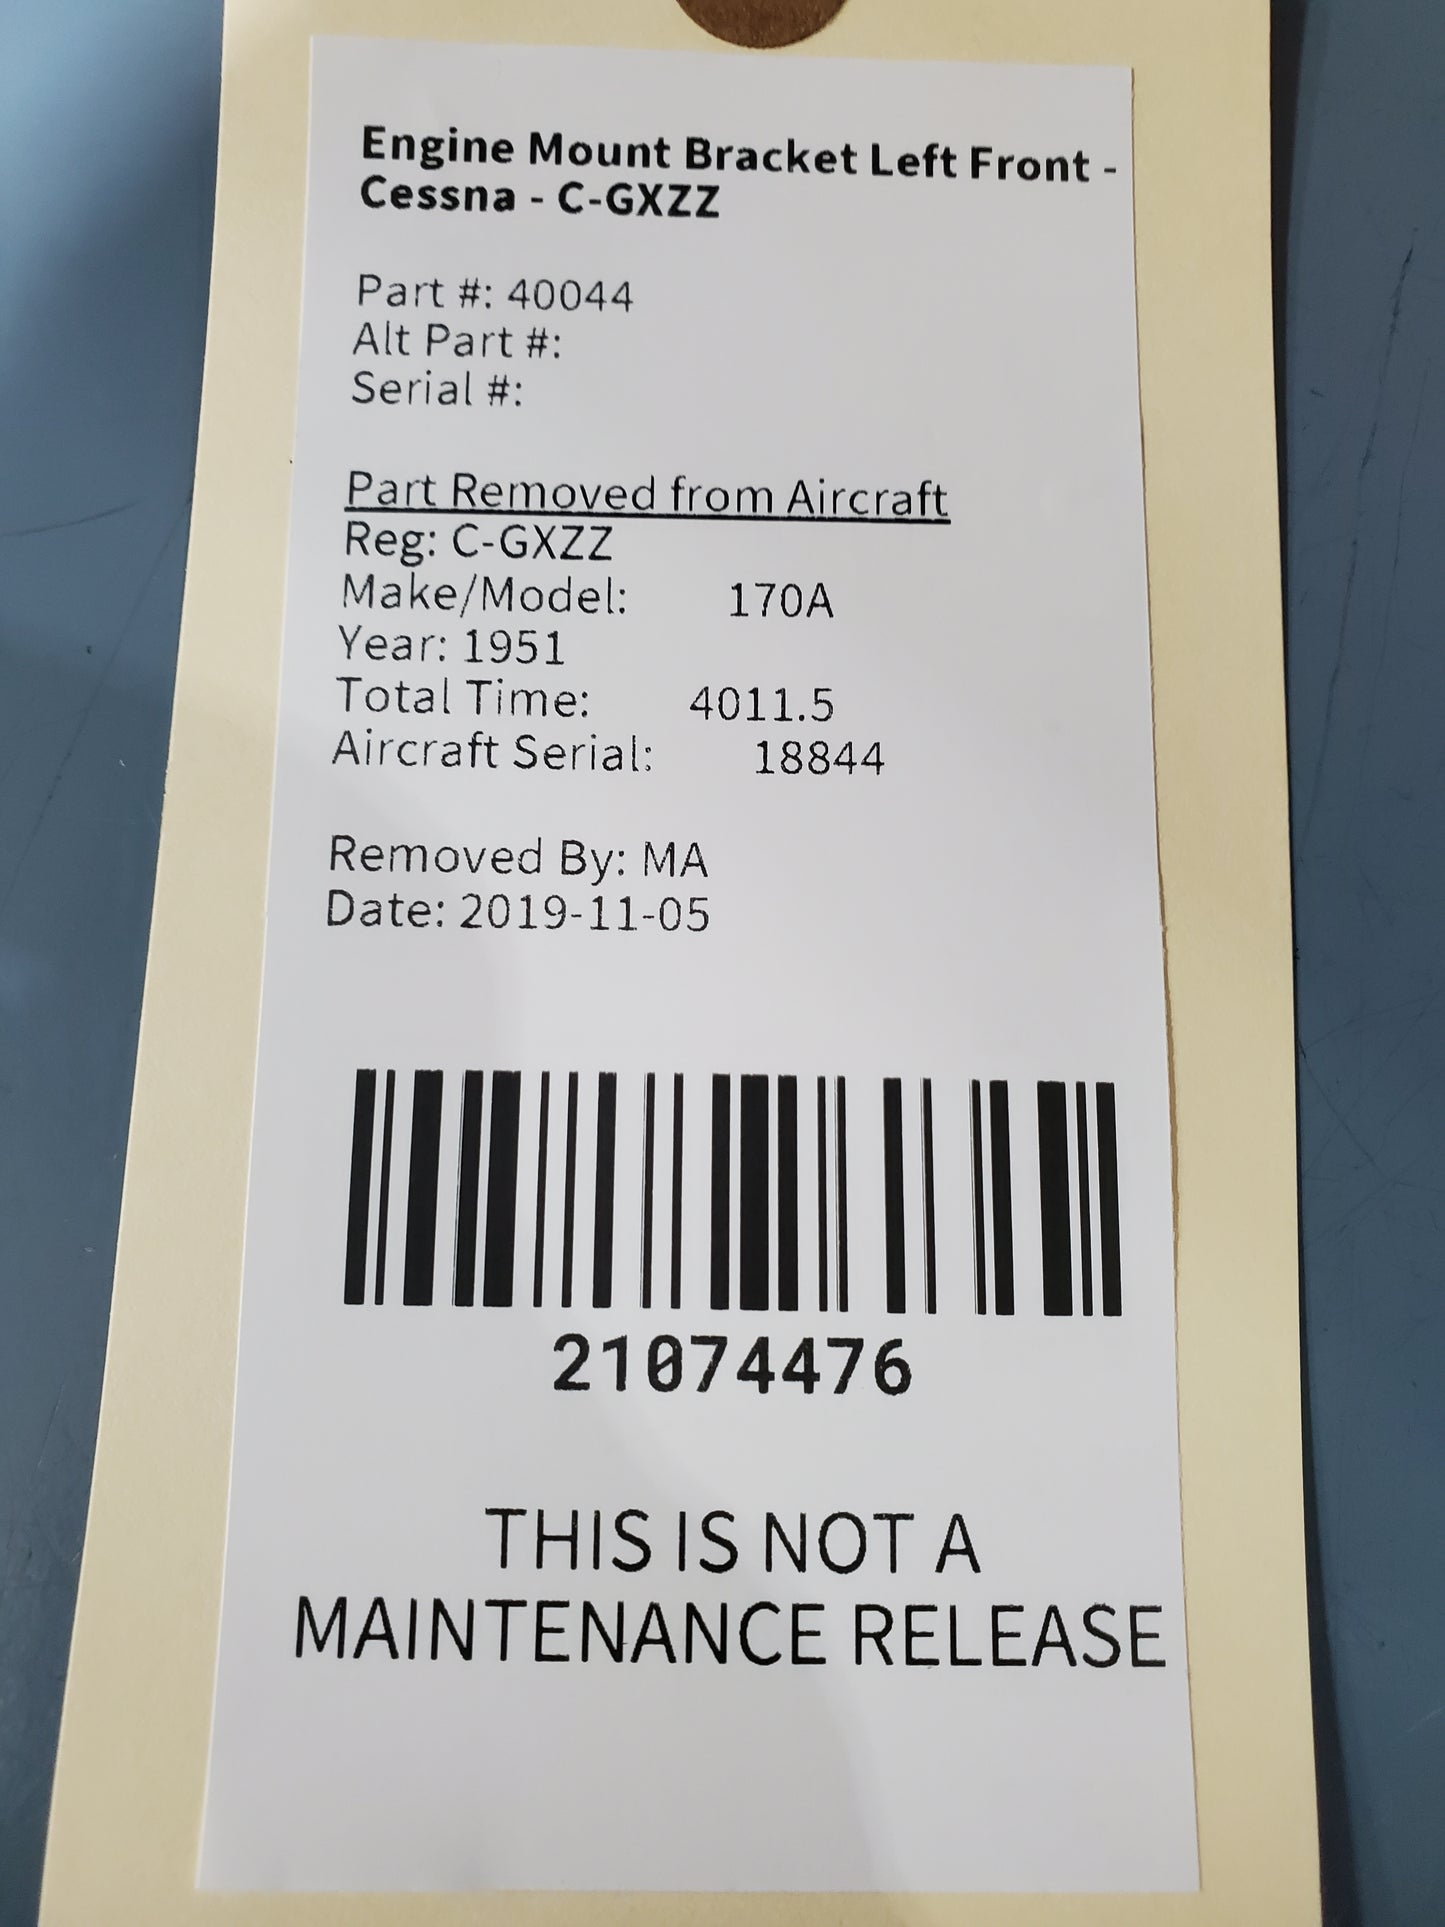 Engine Mount Bracket Left Front -
Cessna - C-GXZZ
Part #: 40044
Alt Part #:
Serial #:
Part Removed from Aircraft
Reg: C-GXZZ
Make/Model: 170A
Year: 1951
Total Time: 4011.5
Aircraft Serial: 18844
Removed By: MA
Date: 2019-11-05
21074476
THIS IS NOT A
MAINTENANCE RELEASE